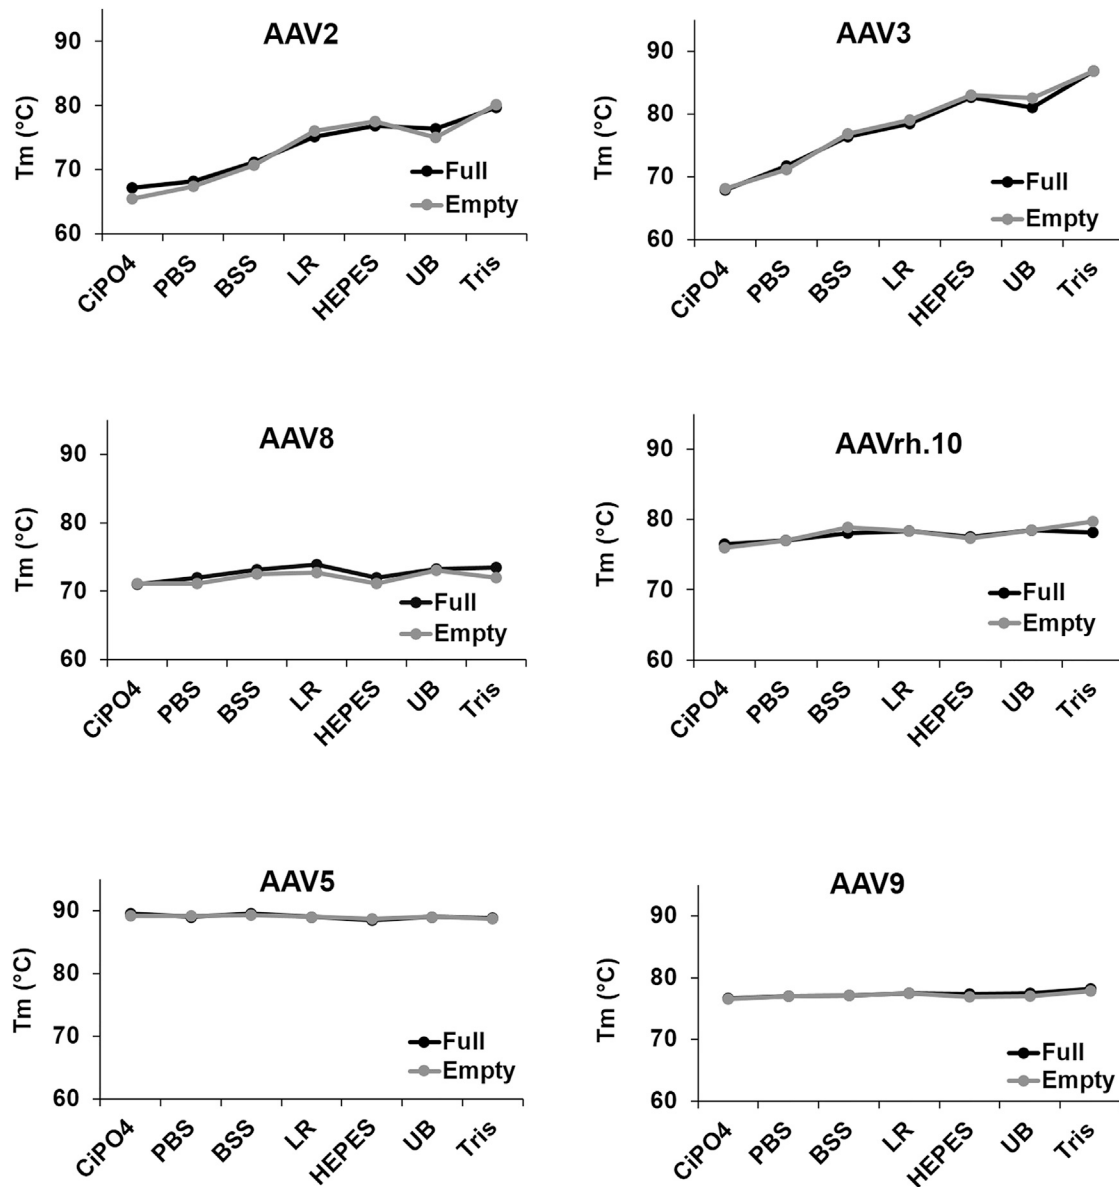 AAV2
90
80
70
60
Tm (°C)
Full
Empty
CiPO4
PBS
BSS
LR
HEPES
UB
Tris
AAV3
90
80
70
60
Tm (°C)
Full
Empty
CiPO4
PBS
BSS
LR
HEPES
UB
Tris
AAV8
90
80
70
60
Tm (°C)
Full
Empty
CiPO4
PBS
BSS
LR
HEPES
UB
Tris
AAVrh.10
90
80
70
60
Tm (°C)
Full
Empty
CiPO4
PBS
BSS
LR
HEPES
UB
Tris
AAV5
90
80
70
60
Tm (°C)
Full
Empty
CiPO4
PBS
BSS
LR
HEPES
UB
Tris
AAV9
90
80
70
60
Tm (°C)
Full
Empty
CiPO4
PBS
BSS
LR
HEPES
UB
Tris